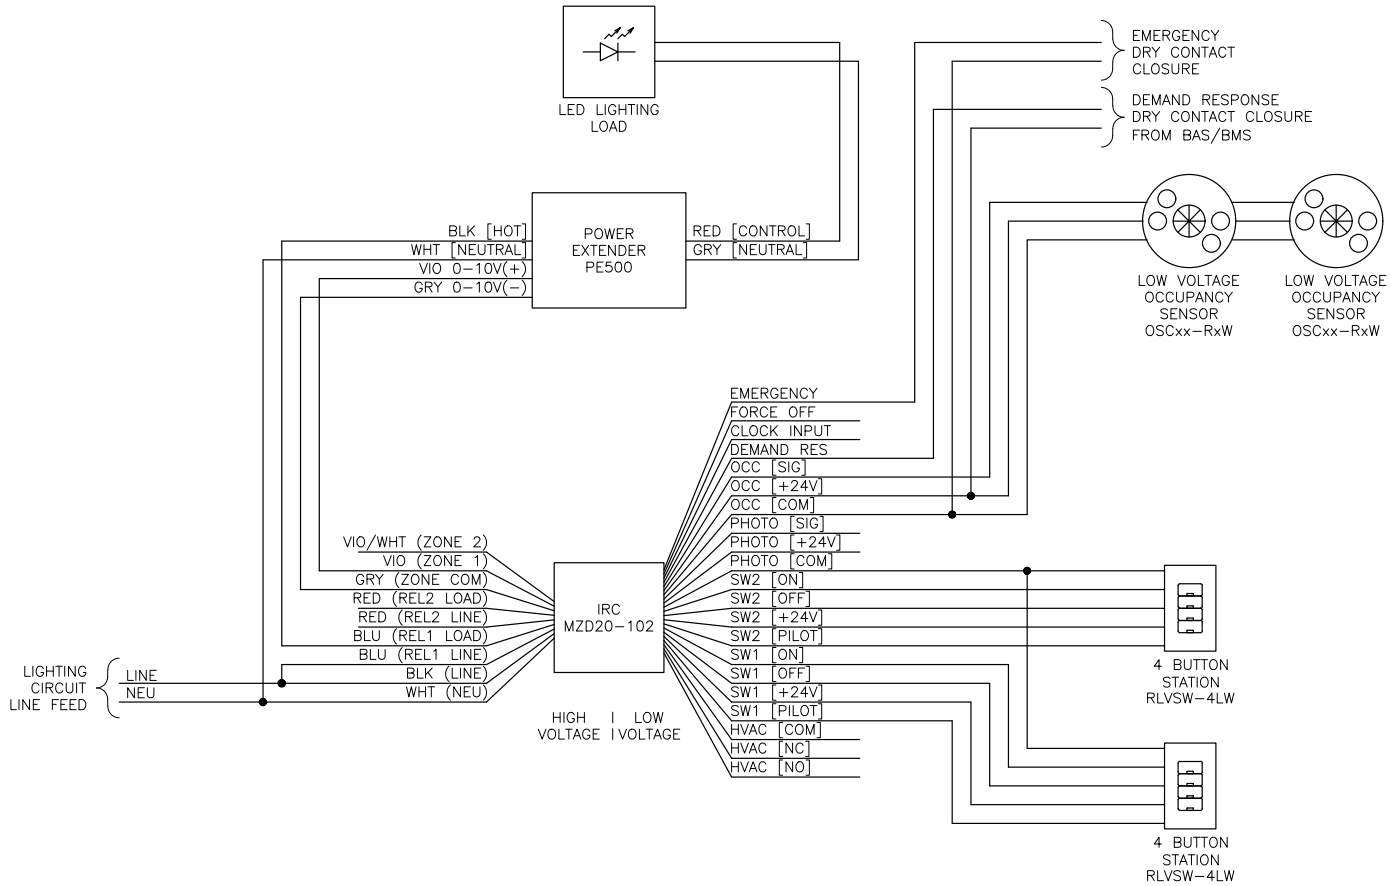 LED LIGHTING
LOAD
EMERGENCY
DRY CONTACT
CLOSURE
DEMAND RESPONSE
DRY CONTACT CLOSURE
FROM BAS/BMS
BLK [HOT]
WHT [NEUTRAL]
VIO 0-10V(+)
GRY 0-10V(-)
POWER
EXTENDER
PE500
RED [CONTROL]
GRY [NEUTRAL]
LOW VOLTAGE
OCCUPANCY
SENSOR
OSCxx-RxW
LOW VOLTAGE
OCCUPANCY
SENSOR
OSCxx-RxW
EMERGENCY
FORCE OFF
CLOCK INPUT
DEMAND RES
OCC [SIG]
OCC [+24V]
OCC [COM]
PHOTO [SIG]
PHOTO [+24V]
PHOTO [COM]
SW2 [ON]
SW2 [OFF]
SW2 [+24V]
SW2 [PILOT]
SW1 [ON]
SW1 [OFF]
SW1 [+24V]
SW1 [PILOT]
HVAC [COM]
HVAC [NC]
HVAC [NO]
VIO/WHT (ZONE 2)
VIO (ZONE 1)
GRY (ZONE COM)
RED (REL2 LOAD)
RED (REL2 LINE)
BLU (REL1 LOAD)
BLU (REL1 LINE)
BLK (LINE)
WHT (NEU)
IRC
MZD20-102
HIGH | LOW
VOLTAGE | VOLTAGE
LIGHTING
CIRCUIT
LINE FEED
LINE
NEU
4 BUTTON
STATION
RLVSW-4LW
4 BUTTON
STATION
RLVSW-4LW